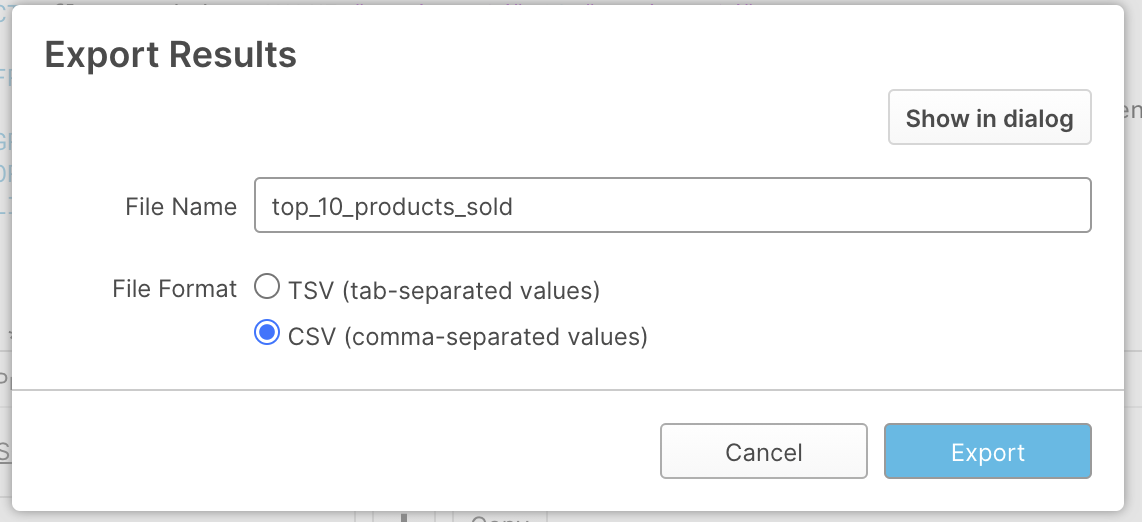 Export Results
Show in dialog
File Name
top_10_products_sold
File Format
TSV (tab-separated values)
CSV (comma-separated values)
Cancel
Export